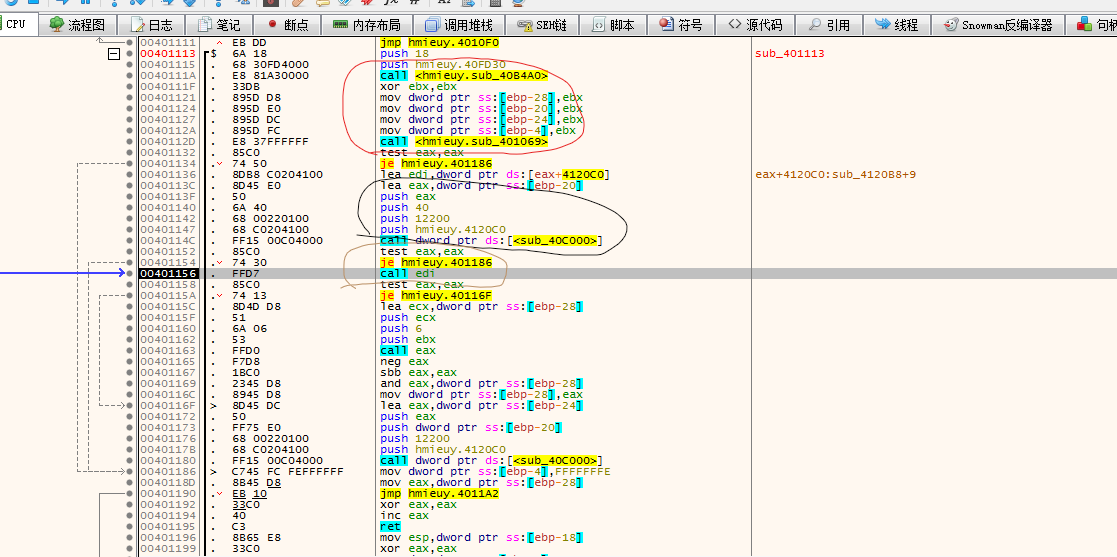 CPU 流程图 日志 笔记 断点 内存布局 调用堆栈 SEH链 脚本 符号 源代码 引用 线程 Snowman反编译器 句柄
00401111 . EB DD jmp hmieuy.4010F0
00401113 $ 6A 18 push 18 sub_401113
00401115 . 68 30FD4000 push hmieuy.40FD30
0040111A . E8 81A30000 call <hmieuy.sub_40B4A0>
0040111F . 33DB xor ebx,ebx
00401121 . 895D D8 mov dword ptr ss:[ebp-28],ebx
00401124 . 895D E0 mov dword ptr ss:[ebp-20],ebx
00401127 . 895D DC mov dword ptr ss:[ebp-24],ebx
0040112A . 895D FC mov dword ptr ss:[ebp-4],ebx
0040112D . E8 37FFFFFF call <hmieuy.sub_401069>
00401132 . 85C0 test eax,eax
00401134 . 74 50 je hmieuy.401186
00401136 . 8DB8 C0204100 lea edi,dword ptr ds:[eax+4120C0] eax+4120C0:sub_4120B8+9
0040113C . 8D45 E0 lea eax,dword ptr ss:[ebp-20]
0040113F . 50 push eax
00401140 . 6A 40 push 40
00401142 . 68 00220100 push 12200
00401147 . 68 C0204100 push hmieuy.4120C0
0040114C . FF15 00C04000 call dword ptr ds:[<sub_40C000>]
00401152 . 85C0 test eax,eax
00401154 . 74 30 je hmieuy.401186
00401156 . FFD7 call edi
00401158 . 85C0 test eax,eax
0040115A . 74 13 je hmieuy.40116F
0040115C . 8D4D D8 lea ecx,dword ptr ss:[ebp-28]
0040115F . 51 push ecx
00401160 . 6A 06 push 6
00401162 . 53 push ebx
00401163 . FFD0 call eax
00401165 . F7D8 neg eax
00401167 . 1BC0 sbb eax,eax
00401169 . 2345 D8 and eax,dword ptr ss:[ebp-28]
0040116C . 8945 D8 mov dword ptr ss:[ebp-28],eax
0040116F > 8D45 DC lea eax,dword ptr ss:[ebp-24]
00401172 . 50 push eax
00401173 . FF75 E0 push dword ptr ss:[ebp-20]
00401176 . 68 00220100 push 12200
0040117B . 68 C0204100 push hmieuy.4120C0
00401180 . FF15 00C04000 call dword ptr ds:[<sub_40C000>]
00401186 > C745 FC FEFFFFFF mov dword ptr ss:[ebp-4],FFFFFFFE
0040118D . 8B45 D8 mov eax,dword ptr ss:[ebp-28]
00401190 . EB 10 jmp hmieuy.4011A2
00401192 . 33C0 xor eax,eax
00401194 . 40 inc eax
00401195 . C3 ret
00401196 . 8B65 E8 mov esp,dword ptr ss:[ebp-18]
00401199 . 33C0 xor eax,eax